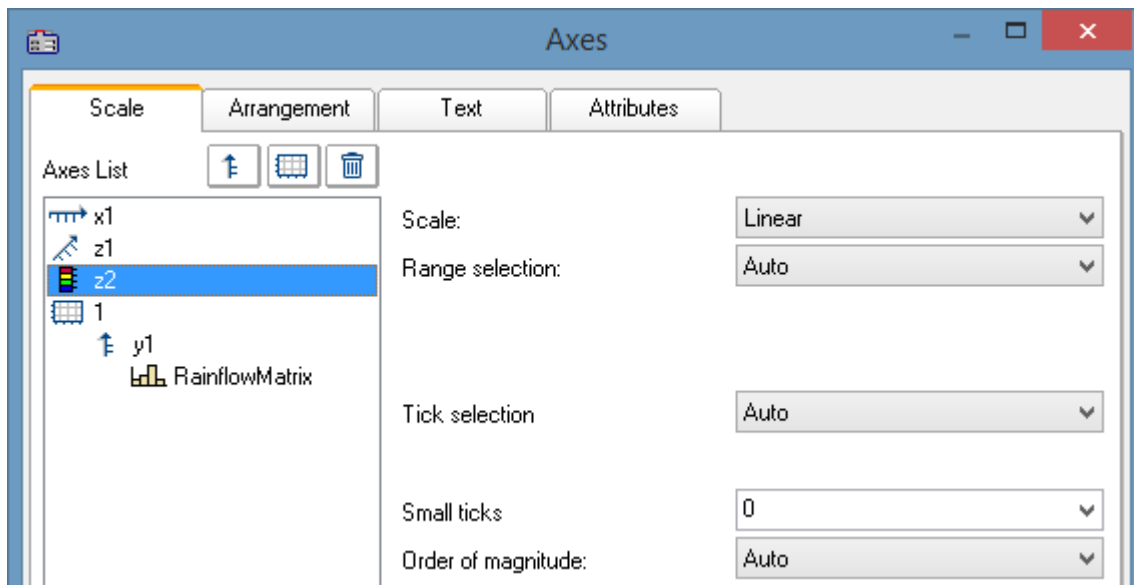 Axes
Scale Arrangement Text Attributes
Axes List
x1
z1
z2
1
y1
RainflowMatrix
Scale: Linear
Range selection: Auto
Tick selection Auto
Small ticks 0
Order of magnitude: Auto